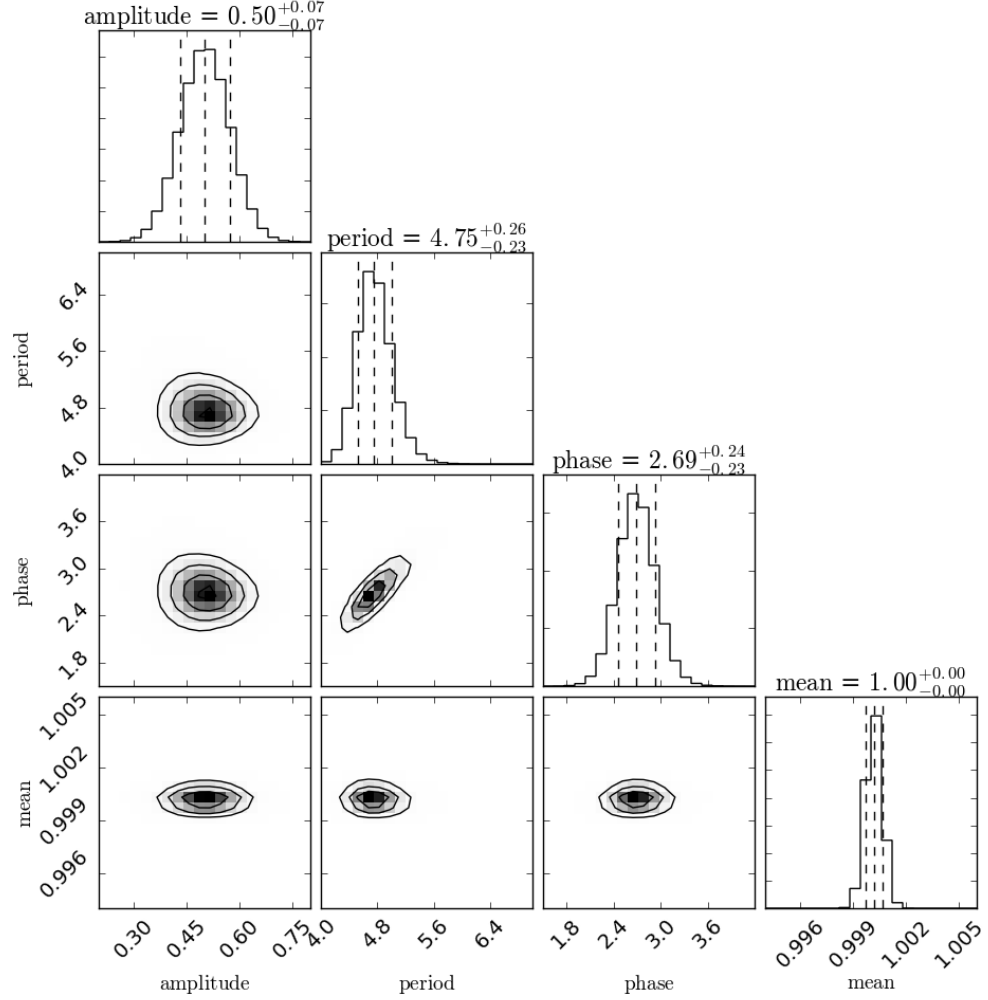 amplitude = 0.50+0.07−0.07
period = 4.75+0.26−0.23
6.4
5.6
4.8
4.0
period
phase = 2.69+0.24−0.23
3.6
3.0
2.4
1.8
phase
mean = 1.00+0.00−0.00
1.005
1.002
0.999
0.996
mean
0.30 0.45 0.60 0.75
4.0 4.8 5.6 6.4
1.8 2.4 3.0 3.6
0.996 0.999 1.002 1.005
amplitude period phase mean